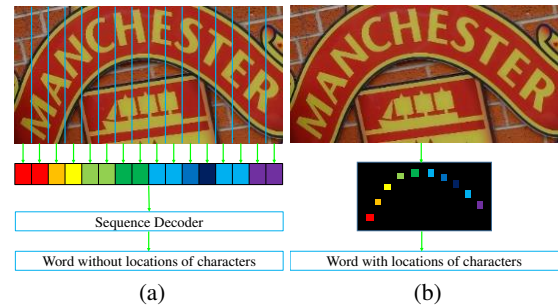 MANCHESTER
MANCHESTER
Sequence Decoder
Word without locations of characters
Word with locations of characters
(a)
(b)